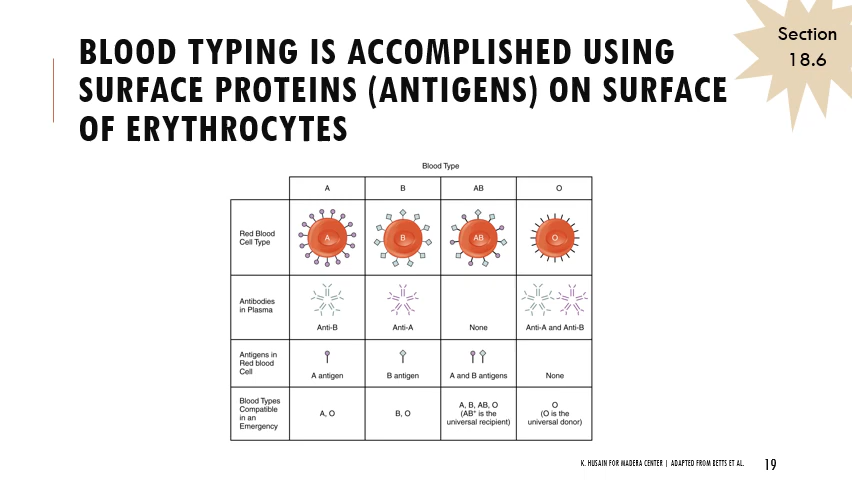 BLOOD TYPING IS ACCOMPLISHED USING
SURFACE PROTEINS (ANTIGENS) ON SURFACE
OF ERYTHROCYTES
Section
18.6
Blood Type
A
B
AB
O
Red Blood
Cell Type
A
B
AB
O
Antibodies
in Plasma
Anti-B
Anti-A
None
Anti-A and Anti-B
Antigens in
Red blood
Cell
A antigen
B antigen
A and B antigens
None
Blood Types
Compatible
in an
Emergency
A, O
B, O
A, B, AB, O
(AB⁺ is the
universal recipient)
O
(O is the
universal donor)
K. HUSAIN FOR MADERA CENTER | ADAPTED FROM BETTS ET AL.
19